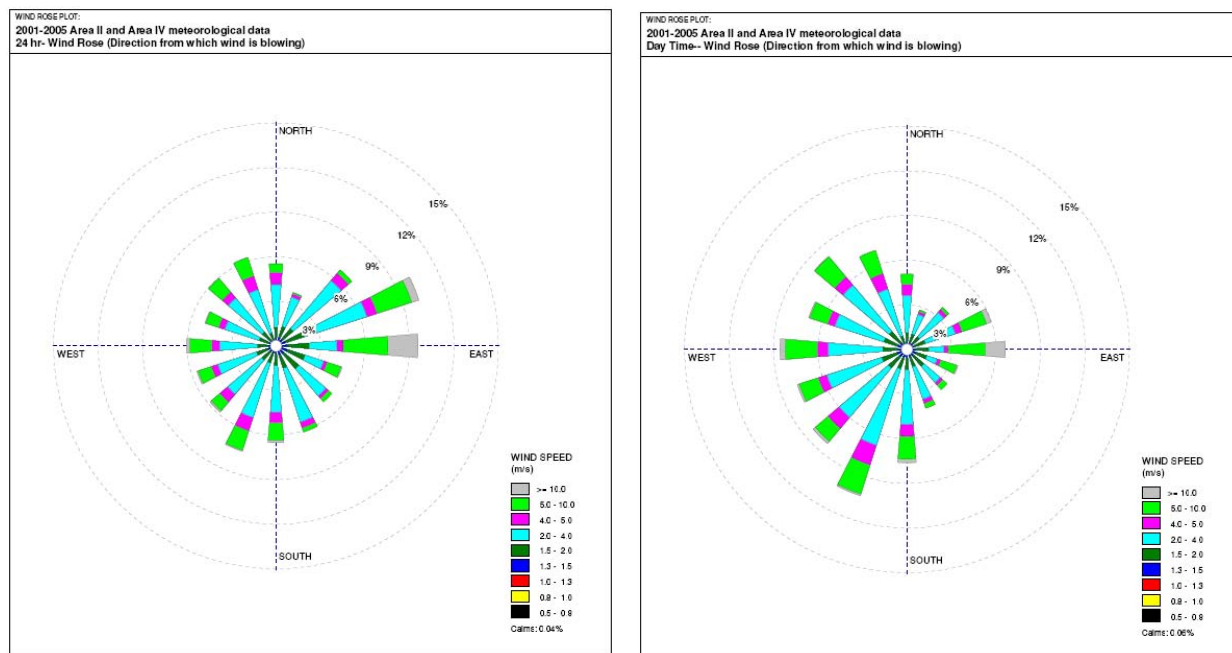 WIND ROSE PLOT:
2001-2005 Area II and Area IV meteorological data
24 hr- Wind Rose (Direction from which wind is blowing)
NORTH
15%
12%
9%
6%
3%
WEST
EAST
SOUTH
WIND SPEED
(m/s)
>= 10.0
5.0 - 10.0
4.0 - 5.0
2.0 - 4.0
1.5 - 2.0
1.3 - 1.5
1.0 - 1.3
0.8 - 1.0
0.5 - 0.8
Calms: 0.04%
WIND ROSE PLOT:
2001-2005 Area II and Area IV meteorological data
Day Time-- Wind Rose (Direction from which wind is blowing)
NORTH
15%
12%
9%
6%
3%
WEST
EAST
SOUTH
WIND SPEED
(m/s)
>= 10.0
5.0 - 10.0
4.0 - 5.0
2.0 - 4.0
1.5 - 2.0
1.3 - 1.5
1.0 - 1.3
0.8 - 1.0
0.5 - 0.8
Calms: 0.06%